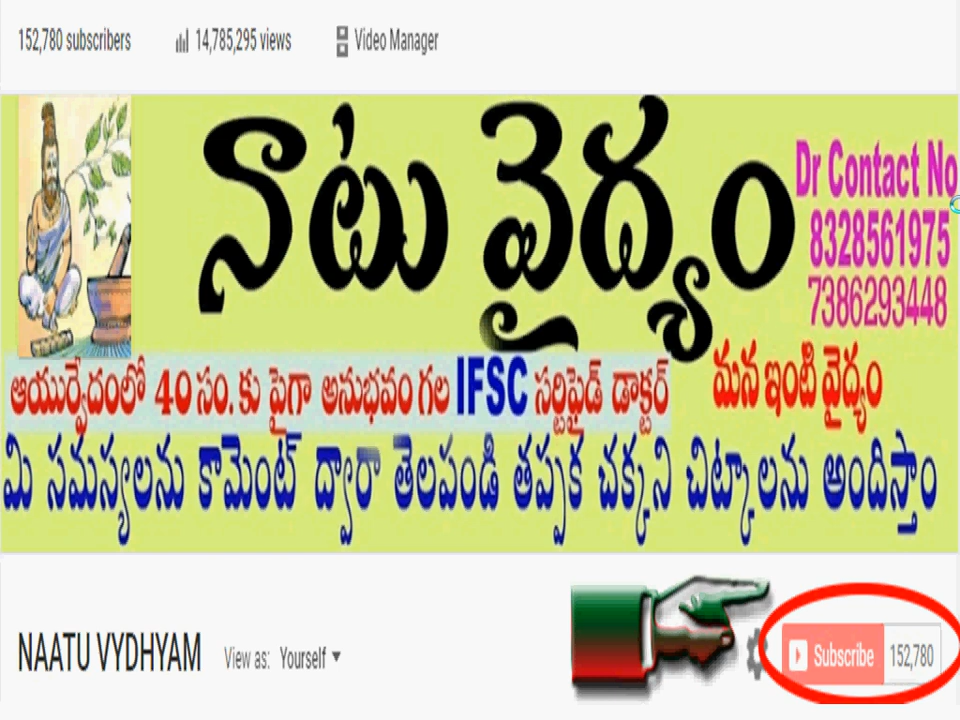 152,780 subscribers 14,785,295 views Video Manager
నాటు వైద్యం
Dr Contact No
8328561975
7386293448
ఆయుర్వేదంలో 40 సం. కు పైగా అనుభవం గల IFSC సర్టిఫైడ్ డాక్టర్ మన ఇంటి వైద్యం
మి సమస్యలను కామెంట్ ద్వారా తెలపండి తప్పక చక్కని చిట్కాలను అందిస్తాం
NAATU VYDHYAM View as: Yourself Subscribe 152,780